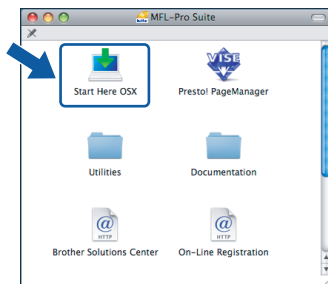 MFL-Pro Suite
Start Here OSX
VISE
Presto! PageManager
Utilities
Documentation
@
HTTP
Brother Solutions Center
@
HTTP
On-Line Registration